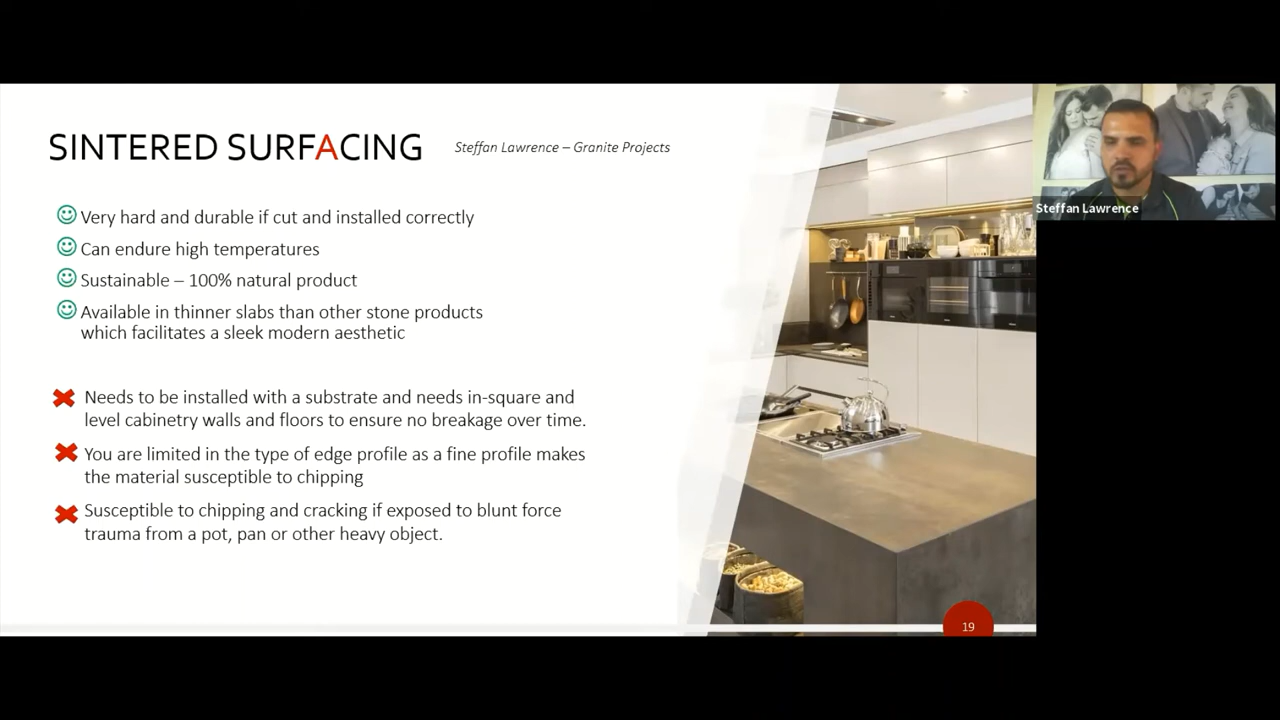 SINTERED SURFACING
Steffan Lawrence – Granite Projects
Very hard and durable if cut and installed correctly
Can endure high temperatures
Sustainable – 100% natural product
Available in thinner slabs than other stone products
which facilitates a sleek modern aesthetic
Needs to be installed with a substrate and needs in-square and
level cabinetry walls and floors to ensure no breakage over time.
You are limited in the type of edge profile as a fine profile makes
the material susceptible to chipping
Susceptible to chipping and cracking if exposed to blunt force
trauma from a pot, pan or other heavy object.
19
Steffan Lawrence